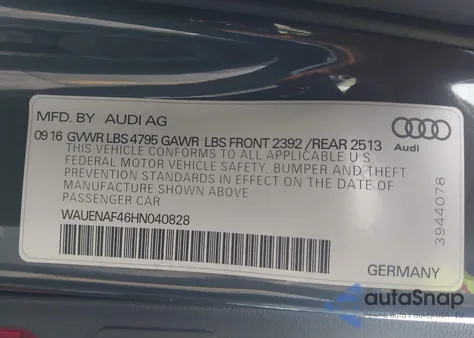 MFD. BY AUDI AG
09 16 GVWR LBS 4795 GAWR LBS FRONT 2392 /REAR 2513
THIS VEHICLE CONFORMS TO ALL APPLICABLE U.S.
FEDERAL MOTOR VEHICLE SAFETY, BUMPER AND THEFT
PREVENTION STANDARDS IN EFFECT ON THE DATE OF
MANUFACTURE SHOWN ABOVE
PASSENGER CAR
WAUENAF46HN040828
Audi
3944078
GERMANY
autoSnap